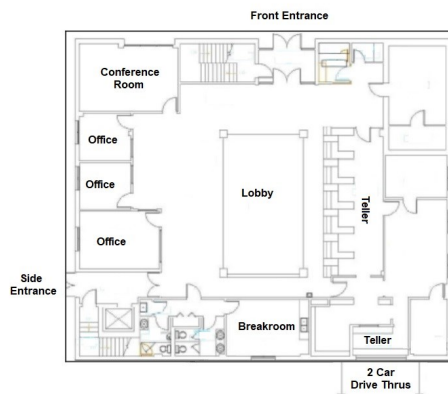 Front Entrance
Conference
Room
Office
Office
Lobby
Teller
Office
Side
Entrance
Breakroom
Teller
2 Car
Drive Thrus